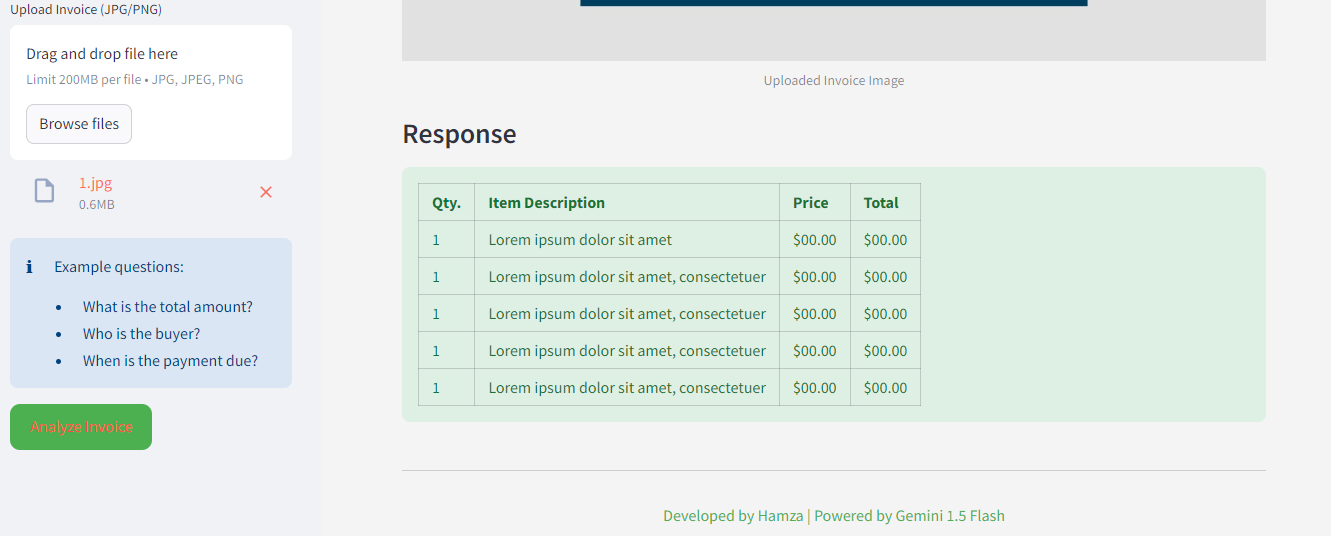 Upload Invoice (JPG/PNG)
Drag and drop file here
Limit 200MB per file • JPG, JPEG, PNG
Browse files
1.jpg
0.6MB
Example questions:
• What is the total amount?
• Who is the buyer?
• When is the payment due?
Analyze Invoice
Uploaded Invoice Image
Response
Qty. Item Description Price Total
1 Lorem ipsum dolor sit amet $00.00 $00.00
1 Lorem ipsum dolor sit amet, consectetuer $00.00 $00.00
1 Lorem ipsum dolor sit amet, consectetuer $00.00 $00.00
1 Lorem ipsum dolor sit amet, consectetuer $00.00 $00.00
1 Lorem ipsum dolor sit amet, consectetuer $00.00 $00.00
Developed by Hamza | Powered by Gemini 1.5 Flash